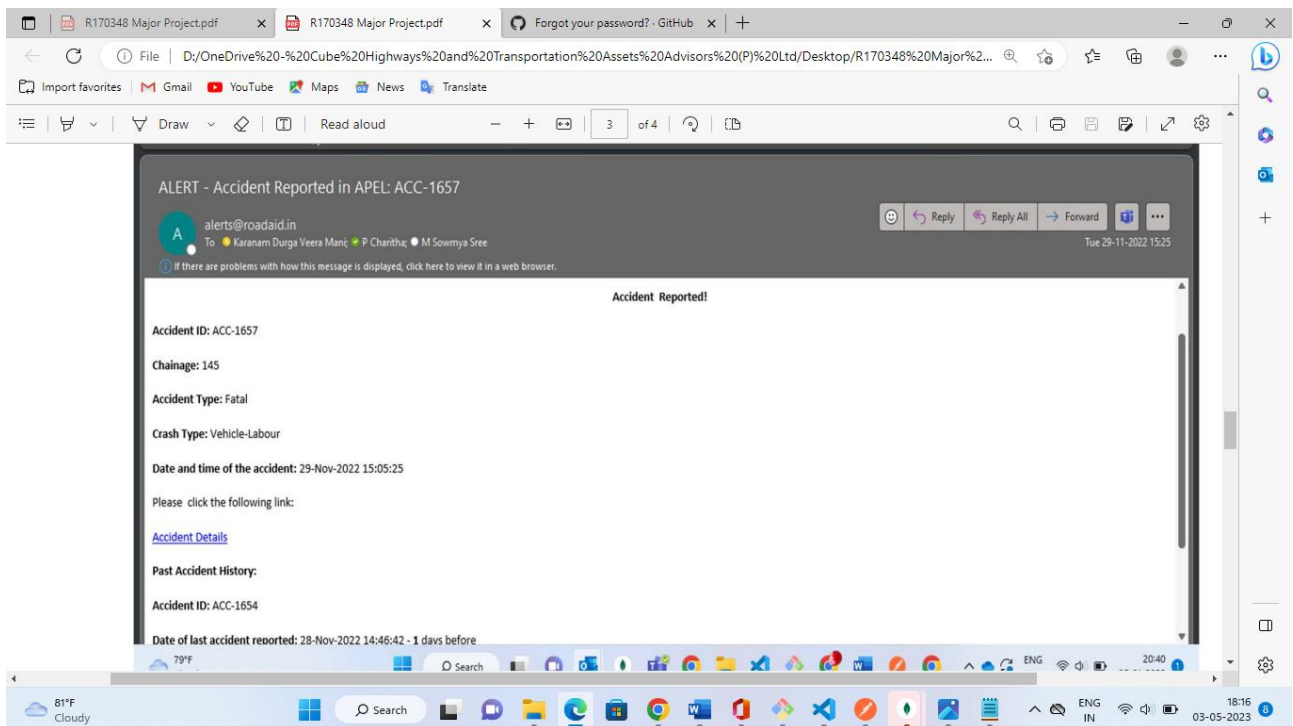 R170348 Major Project.pdf
R170348 Major Project.pdf
Forgot your password? · GitHub
File | D:/OneDrive%20-%20Cube%20Highways%20and%20Transportation%20Assets%20Advisors%20(P)%20Ltd/Desktop/R170348%20Major%2...
Import favorites Gmail YouTube Maps News Translate
Draw Read aloud 3 of 4
ALERT - Accident Reported in APEL: ACC-1657
A
alerts@roadaid.in
Reply Reply All Forward
To Karanam Durga Veera Mani; P Charitha; M Sowmya Sree
Tue 29-11-2022 15:25
If there are problems with how this message is displayed, click here to view it in a web browser.
Accident Reported!
Accident ID: ACC-1657
Chainage: 145
Accident Type: Fatal
Crash Type: Vehicle-Labour
Date and time of the accident: 29-Nov-2022 15:05:25
Please click the following link:
Accident Details
Past Accident History:
Accident ID: ACC-1654
Date of last accident reported: 28-Nov-2022 14:46:42 - 1 days before
79°F
Search
ENG
20:40
81°F
Cloudy
Search
ENG
IN
18:16
03-05-2023
8